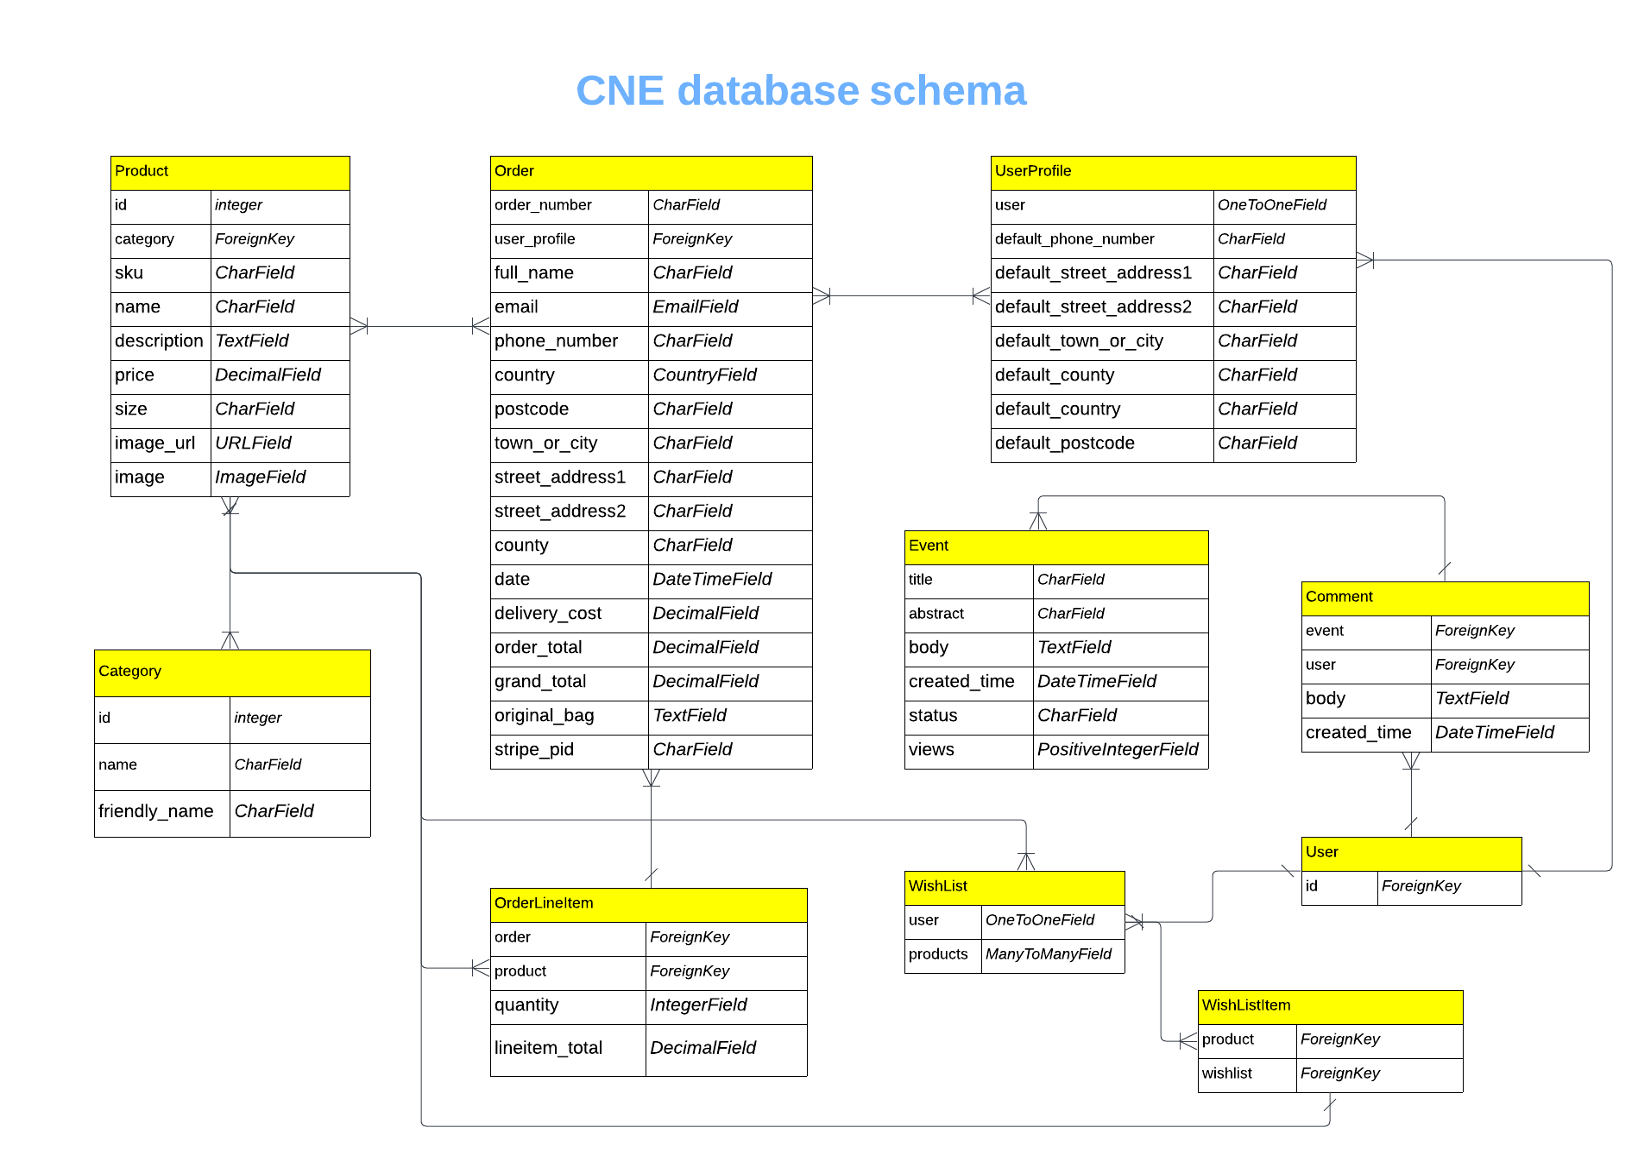 CNE database schema
Product
id integer
category ForeignKey
sku CharField
name CharField
description TextField
price DecimalField
size CharField
image_url URLField
image ImageField
Order
order_number CharField
user_profile ForeignKey
full_name CharField
email EmailField
phone_number CharField
country CountryField
postcode CharField
town_or_city CharField
street_address1 CharField
street_address2 CharField
county CharField
date DateTimeField
delivery_cost DecimalField
order_total DecimalField
grand_total DecimalField
original_bag TextField
stripe_pid CharField
UserProfile
user OneToOneField
default_phone_number CharField
default_street_address1 CharField
default_street_address2 CharField
default_town_or_city CharField
default_county CharField
default_country CharField
default_postcode CharField
Event
title CharField
abstract CharField
body TextField
created_time DateTimeField
status CharField
views PositiveIntegerField
Comment
event ForeignKey
user ForeignKey
body TextField
created_time DateTimeField
Category
id integer
name CharField
friendly_name CharField
User
id ForeignKey
WishList
user OneToOneField
products ManyToManyField
OrderLineItem
order ForeignKey
product ForeignKey
quantity IntegerField
lineitem_total DecimalField
WishListItem
product ForeignKey
wishlist ForeignKey